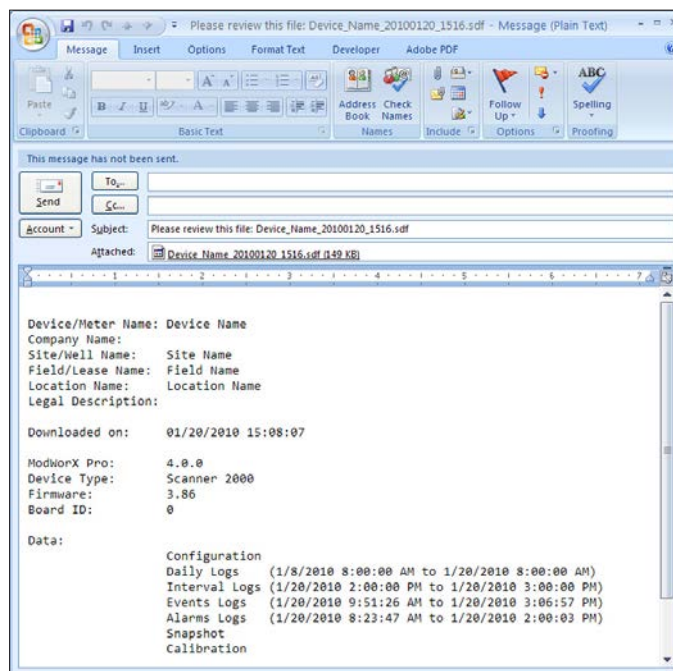 Please review this file: Device_Name_20100120_1516.sdf - Message (Plain Text)
Message Insert Options Format Text Developer Adobe PDF
Paste
B I U
A A
ab A
Address Book
Check Names
Follow Up
ABC
Spelling
Clipboard Basic Text Names Include Options Proofing
This message has not been sent.
Send
To...
Cc...
Account
Subject: Please review this file: Device_Name_20100120_1516.sdf
Attached: Device_Name_20100120_1516.sdf (149 KB)
1 2 3 4 5 6 7
Device/Meter Name: Device Name
Company Name:
Site/Well Name: Site Name
Field/Lease Name: Field Name
Location Name: Location Name
Legal Description:
Downloaded on: 01/20/2010 15:08:07
ModWorX Pro: 4.0.0
Device Type: Scanner 2000
Firmware: 3.86
Board ID: 0
Data:
Configuration
Daily Logs (1/8/2010 8:00:00 AM to 1/20/2010 8:00:00 AM)
Interval Logs (1/20/2010 2:00:00 PM to 1/20/2010 3:00:00 PM)
Events Logs (1/20/2010 9:51:26 AM to 1/20/2010 3:06:57 PM)
Alarms Logs (1/20/2010 8:23:47 AM to 1/20/2010 2:00:03 PM)
Snapshot
Calibration